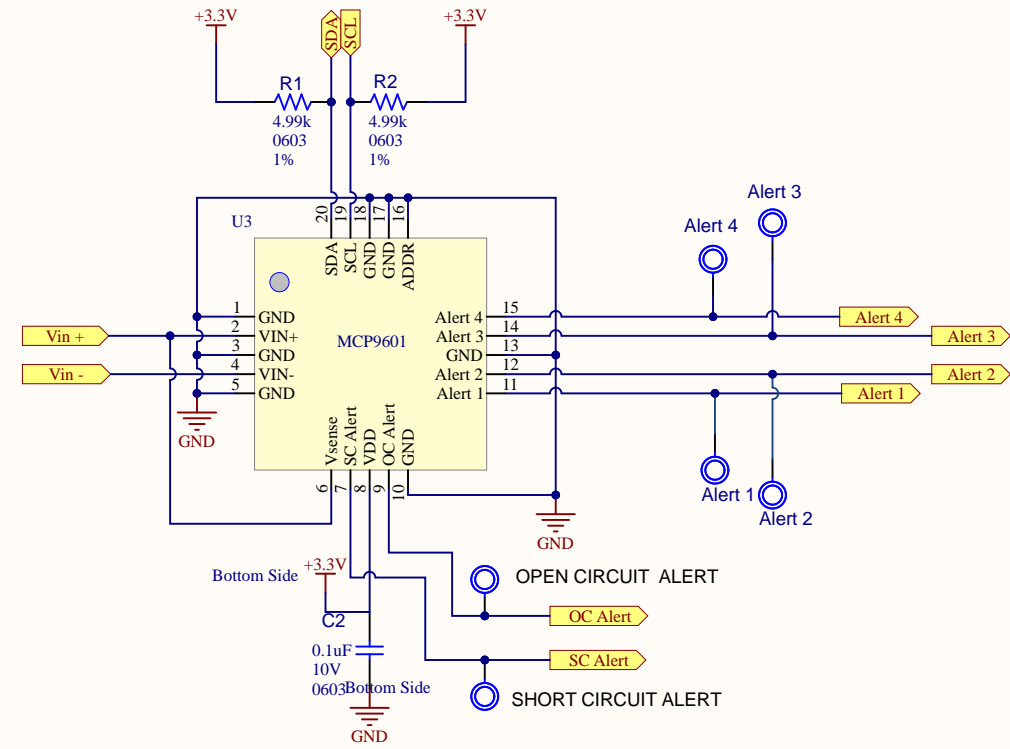 +3.3V
SDA
SCL
+3.3V
R1
4.99k
0603
1%
R2
4.99k
0603
1%
U3
20
19
18
17
16
SDA
SCL
GND
GND
ADDR
1
GND
2
VIN+
3
GND
4
VIN-
5
GND
MCP9601
Alert 4
15
Alert 3
14
GND
13
Alert 2
12
Alert 1
11
Vsense
SC Alert
VDD
OC Alert
GND
6
7
8
9
10
Vin +
Vin -
GND
Alert 4
Alert 3
Alert 4
Alert 3
Alert 2
Alert 1
Alert 1
Alert 2
GND
Bottom Side
+3.3V
C2
0.1uF
10V
0603
Bottom Side
GND
OPEN CIRCUIT ALERT
OC Alert
SC Alert
SHORT CIRCUIT ALERT